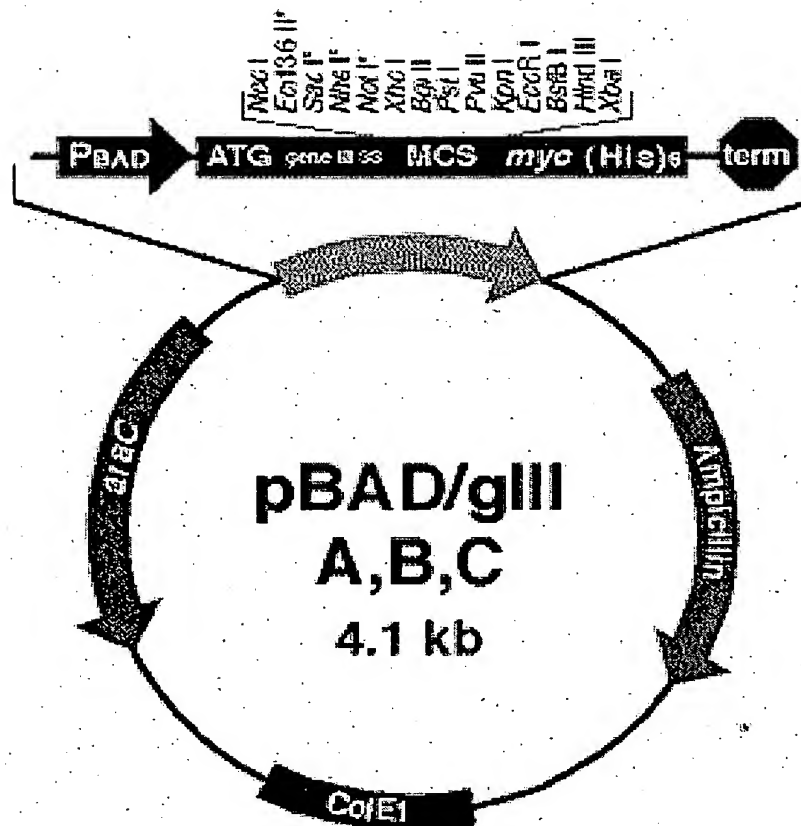 Nco I
Eco136 II*
Sac I*
Nhe I*
Not I*
Xho I
Bgl II
Pst I
Pvu II
Kpn I
EcoR I
BstB I
Hind III
Xba I
PBAD ATG gene III SS MCS myc (His)6 term
araC
Ampicillin
pBAD/gIII
A,B,C
4.1 kb
ColE1